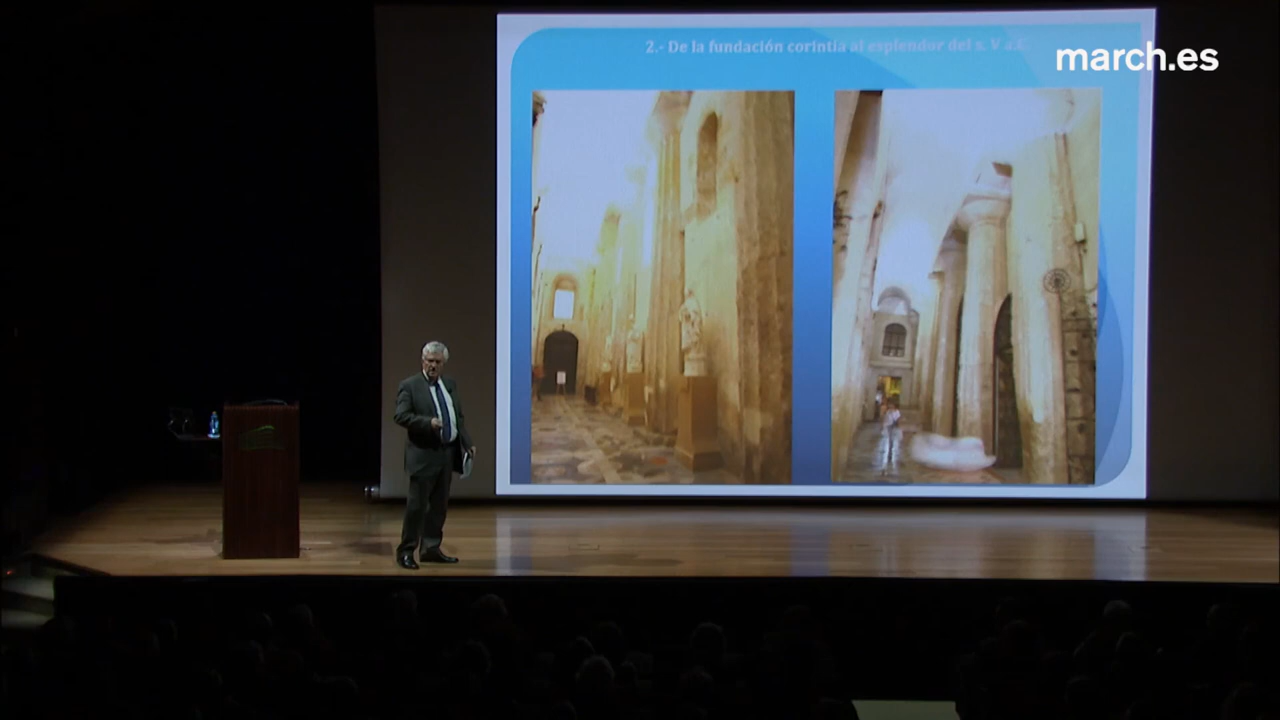 2.- De la fundación corintia al esplendor del s. V a.C.
march.es